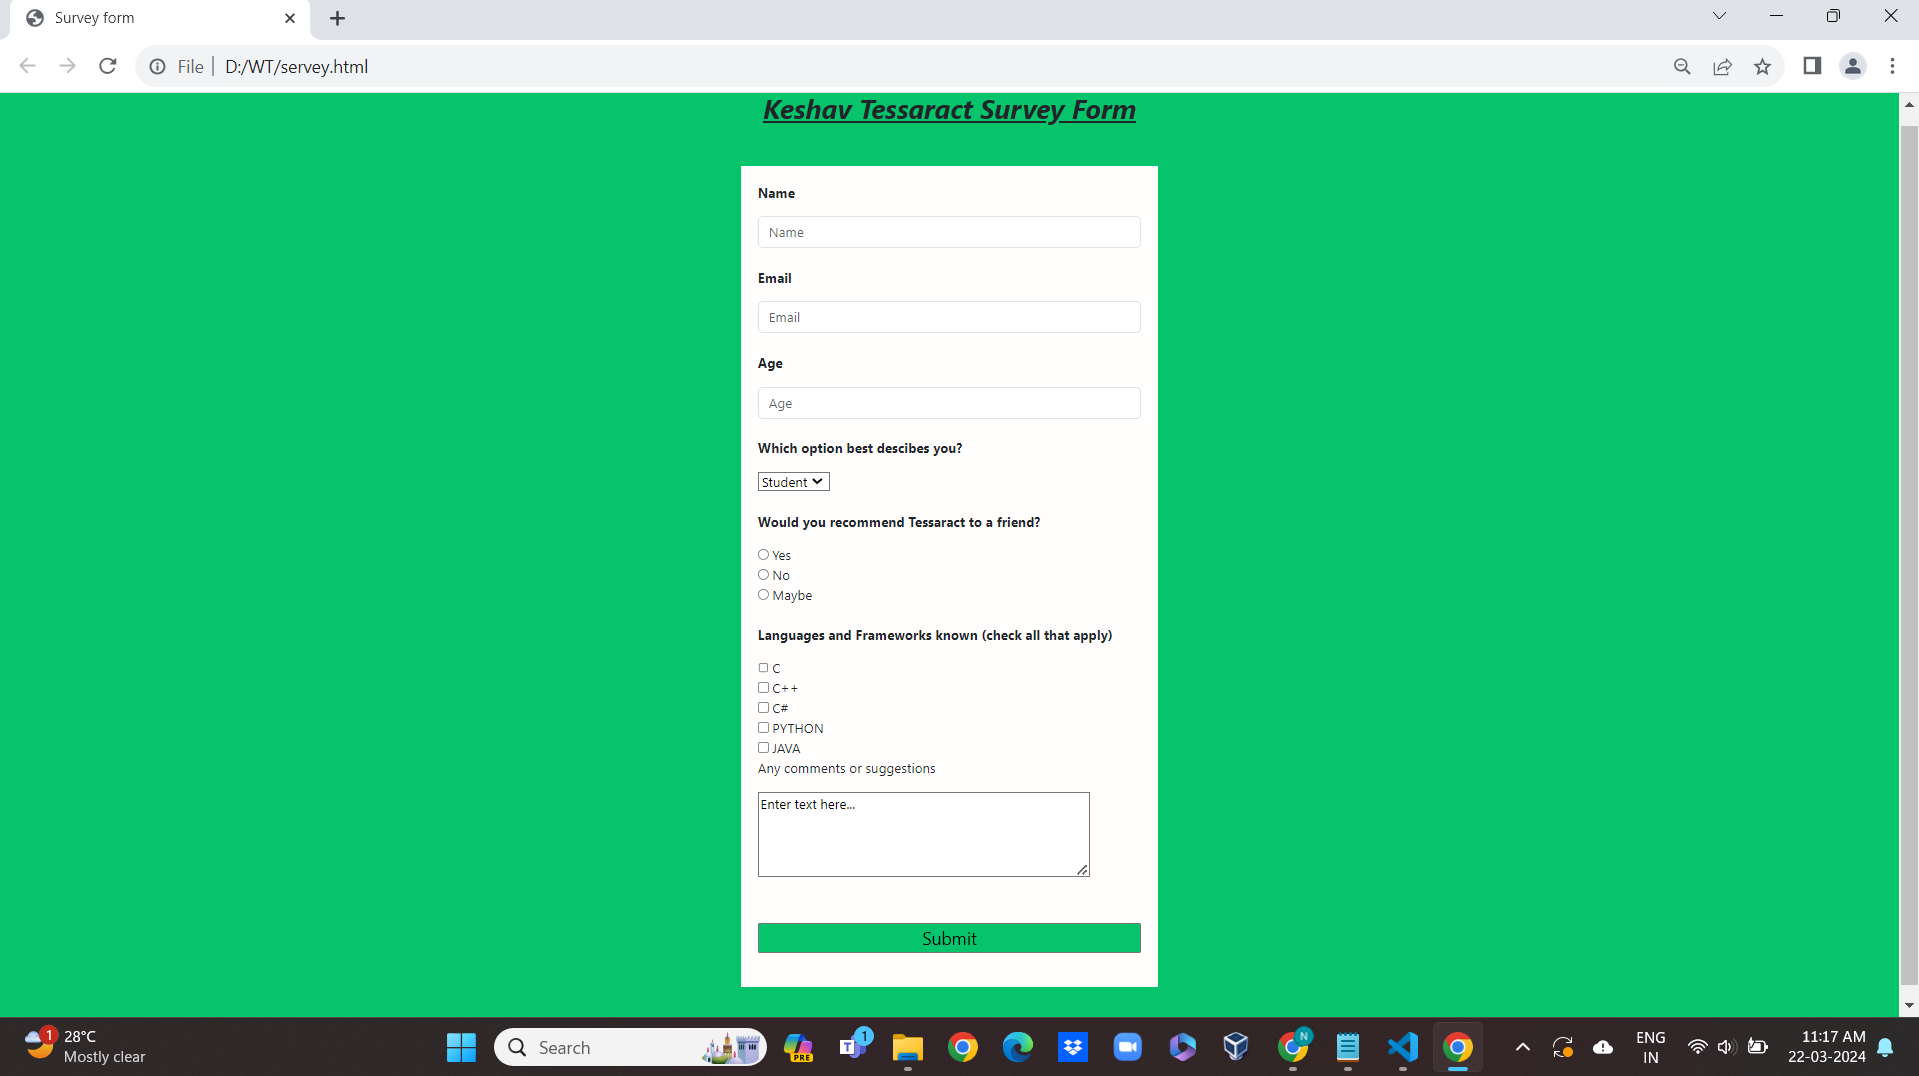 Survey form
File
D:/WT/servey.html
Keshav Tessaract Survey Form
Name
Name
Email
Email
Age
Age
Which option best descibes you?
Student
Would you recommend Tessaract to a friend?
Yes
No
Maybe
Languages and Frameworks known (check all that apply)
C
C++
C#
PYTHON
JAVA
Any comments or suggestions
Enter text here...
Submit
1
28°C
Mostly clear
Search
PRE
T
1
N
ENG
IN
11:17 AM
22-03-2024